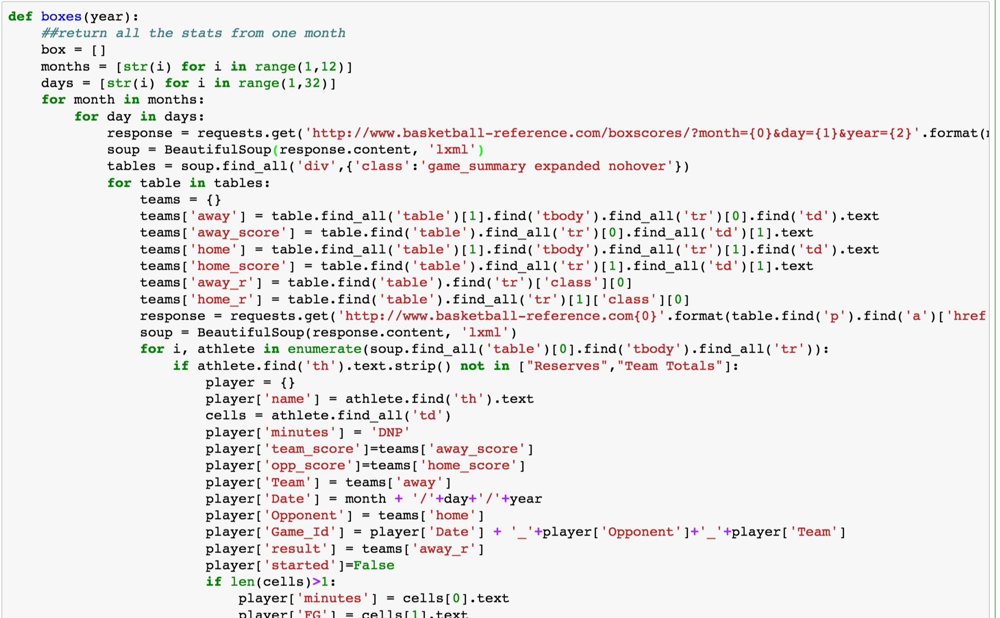 def boxes(year):
    ##return all the stats from one month
    box = []
    months = [str(i) for i in range(1,12)]
    days = [str(i) for i in range(1,32)]
    for month in months:
        for day in days:
            response = requests.get('http://www.basketball-reference.com/boxscores/?month={0}&day={1}&year={2}'.format(
            soup = BeautifulSoup(response.content, 'lxml')
            tables = soup.find_all('div',{'class':'game_summary expanded nohover'})
            for table in tables:
                teams = {}
                teams['away'] = table.find_all('table')[1].find('tbody').find_all('tr')[0].find('td').text
                teams['away_score'] = table.find('table').find_all('tr')[0].find_all('td')[1].text
                teams['home'] = table.find_all('table')[1].find('tbody').find_all('tr')[1].find('td').text
                teams['home_score'] = table.find('table').find_all('tr')[1].find_all('td')[1].text
                teams['away_r'] = table.find('table').find('tr')['class'][0]
                teams['home_r'] = table.find('table').find_all('tr')[1]['class'][0]
                response = requests.get('http://www.basketball-reference.com{0}'.format(table.find('p').find('a')['href
                soup = BeautifulSoup(response.content, 'lxml')
                for i, athlete in enumerate(soup.find_all('table')[0].find('tbody').find_all('tr')):
                    if athlete.find('th').text.strip() not in ["Reserves","Team Totals"]:
                        player = {}
                        player['name'] = athlete.find('th').text
                        cells = athlete.find_all('td')
                        player['minutes'] = 'DNP'
                        player['team_score']=teams['away_score']
                        player['opp_score']=teams['home_score']
                        player['Team'] = teams['away']
                        player['Date'] = month + '/'+day+'/'+year
                        player['Opponent'] = teams['home']
                        player['Game_Id'] = player['Date'] + '_'+player['Opponent']+'_'+player['Team']
                        player['result'] = teams['away_r']
                        player['started']=False
                        if len(cells)>1:
                            player['minutes'] = cells[0].text
                            player['FG'] = cells[1].text